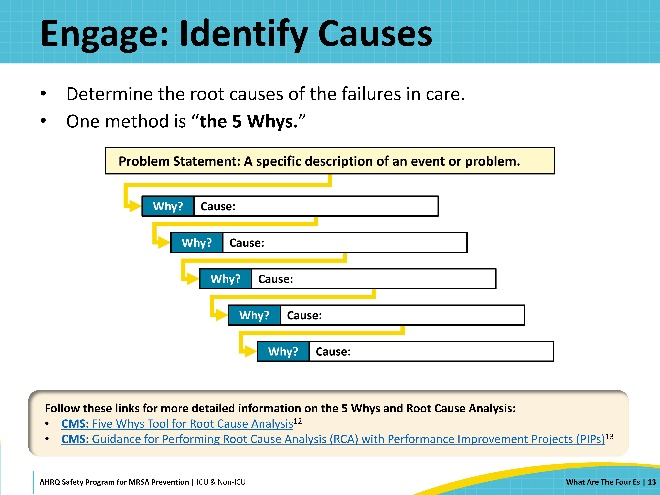 Engage: Identify Causes
• Determine the root causes of the failures in care.
• One method is “the 5 Whys.”
Problem Statement: A specific description of an event or problem.
Why? Cause:
Why? Cause:
Why? Cause:
Why? Cause:
Why? Cause:
Follow these links for more detailed information on the 5 Whys and Root Cause Analysis:
• CMS: Five Whys Tool for Root Cause Analysis12
• CMS: Guidance for Performing Root Cause Analysis (RCA) with Performance Improvement Projects (PIPs)13
AHRQ Safety Program for MRSA Prevention | ICU & Non-ICU
What Are The Four Es | 13